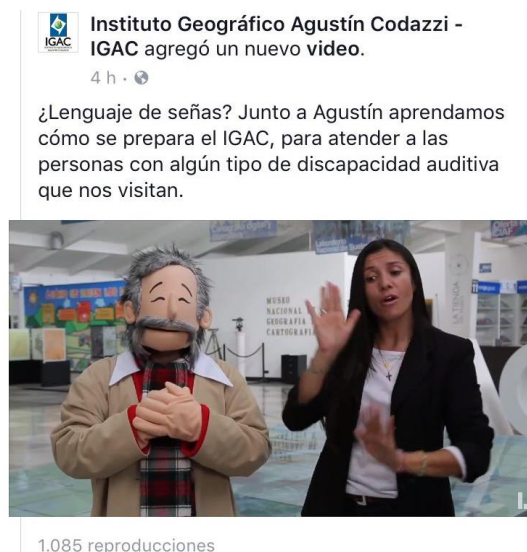 Instituto Geográfico Agustín Codazzi -
IGAC agregó un nuevo video.
IGAC
4 h ·
¿Lenguaje de señas? Junto a Agustín aprendamos
cómo se prepara el IGAC, para atender a las
personas con algún tipo de discapacidad auditiva
que nos visitan.
MUSEO
NACIONAL
GEOGRAFIA
CARTOGRAFIA
LA TIENDA
1.085 reproducciones